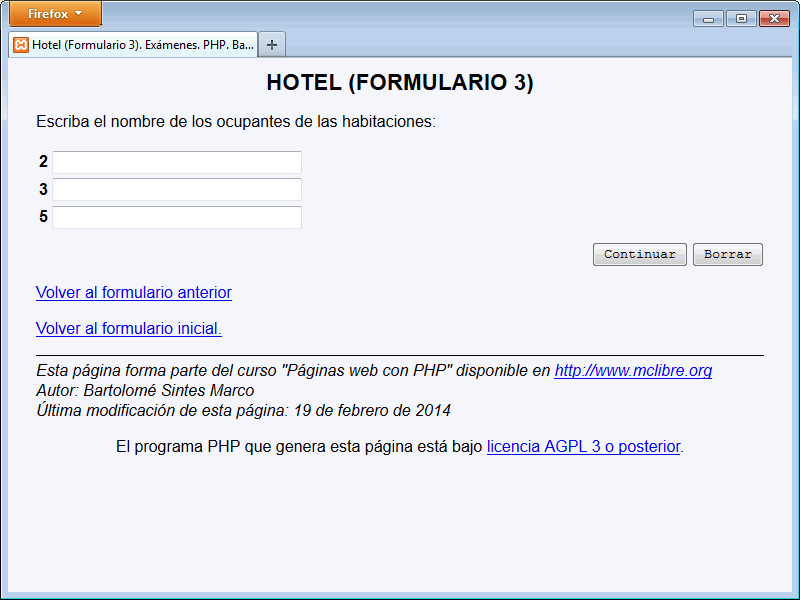 Firefox
Hotel (Formulario 3). Exámenes. PHP. Ba...
HOTEL (FORMULARIO 3)
Escriba el nombre de los ocupantes de las habitaciones:
2
3
5
Continuar Borrar
Volver al formulario anterior
Volver al formulario inicial.
Esta página forma parte del curso "Páginas web con PHP" disponible en http://www.mclibre.org
Autor: Bartolomé Sintes Marco
Última modificación de esta página: 19 de febrero de 2014
El programa PHP que genera esta página está bajo licencia AGPL 3 o posterior.